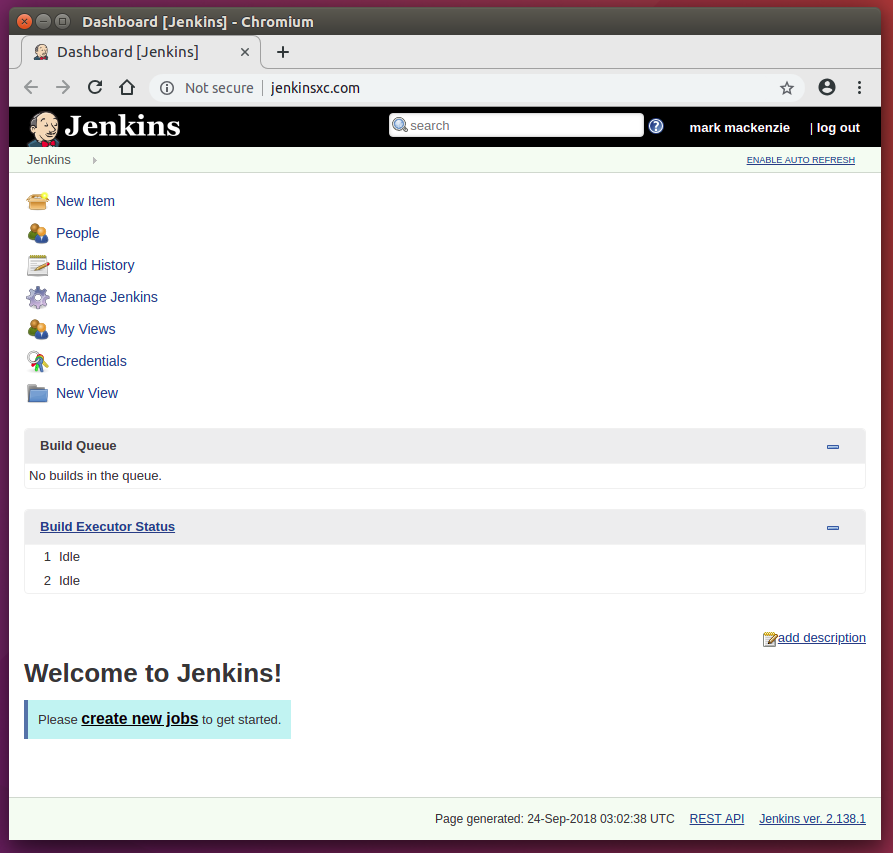 Dashboard [Jenkins] - Chromium
Dashboard [Jenkins]
Not secure | jenkinsxc.com
Jenkins search ? mark mackenzie | log out
Jenkins ENABLE AUTO REFRESH
New Item
People
Build History
Manage Jenkins
My Views
Credentials
New View
Build Queue
No builds in the queue.
Build Executor Status
1 Idle
2 Idle
add description
Welcome to Jenkins!
Please create new jobs to get started.
Page generated: 24-Sep-2018 03:02:38 UTC REST API Jenkins ver. 2.138.1